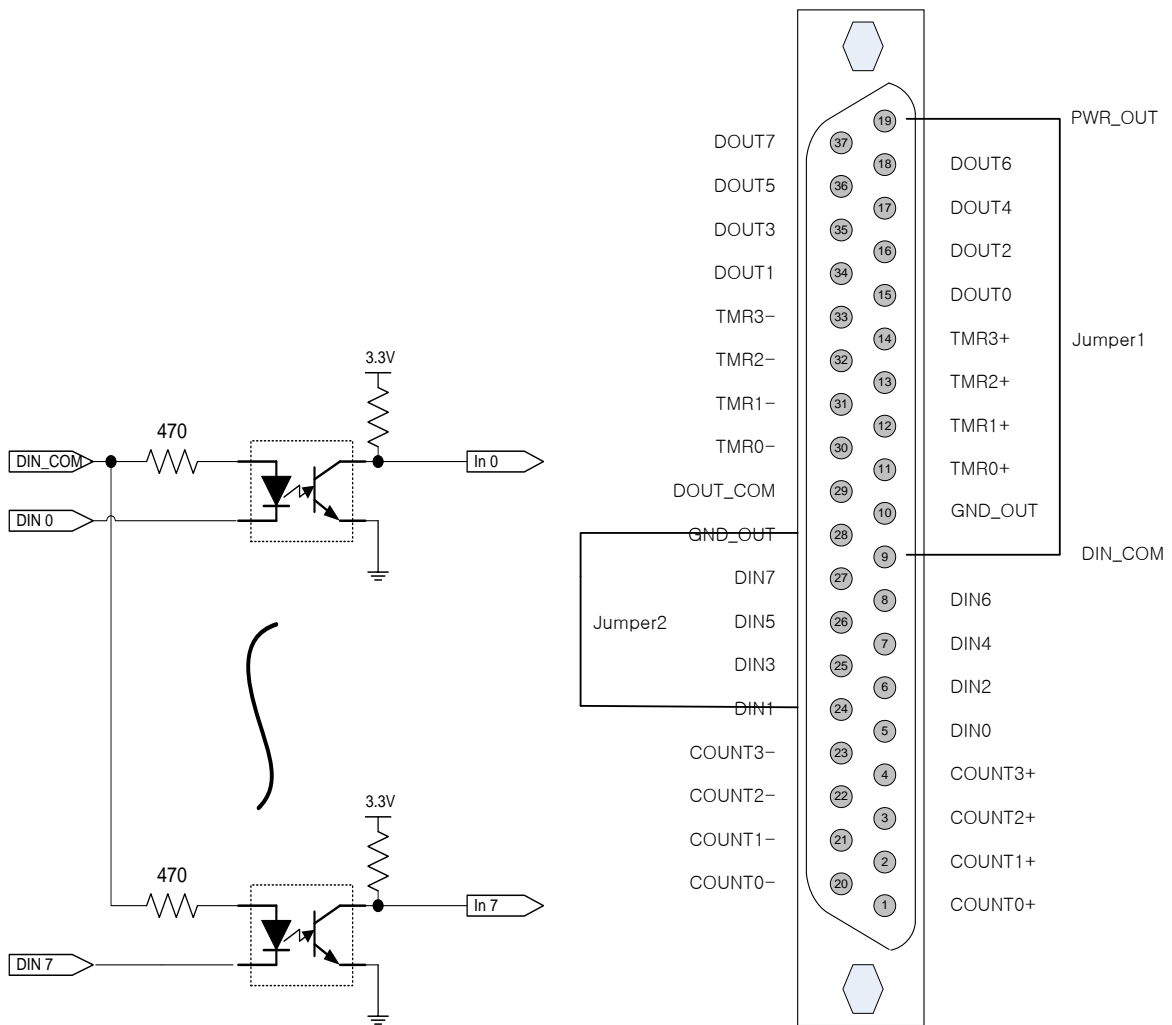 3.3V
470
DIN_COM
In 0
DIN 0
3.3V
470
In 7
DIN 7
19
PWR_OUT
DOUT7
37
18
DOUT6
DOUT5
36
17
DOUT4
DOUT3
35
16
DOUT2
DOUT1
34
15
DOUT0
TMR3-
33
14
TMR3+
Jumper1
TMR2-
32
13
TMR2+
TMR1-
31
12
TMR1+
TMR0-
30
11
TMR0+
DOUT_COM
29
10
GND_OUT
GND_OUT
28
9
DIN_COM
DIN7
27
8
DIN6
Jumper2
DIN5
26
7
DIN4
DIN3
25
6
DIN2
DIN1
24
5
DIN0
COUNT3-
23
4
COUNT3+
COUNT2-
22
3
COUNT2+
COUNT1-
21
2
COUNT1+
COUNT0-
20
1
COUNT0+